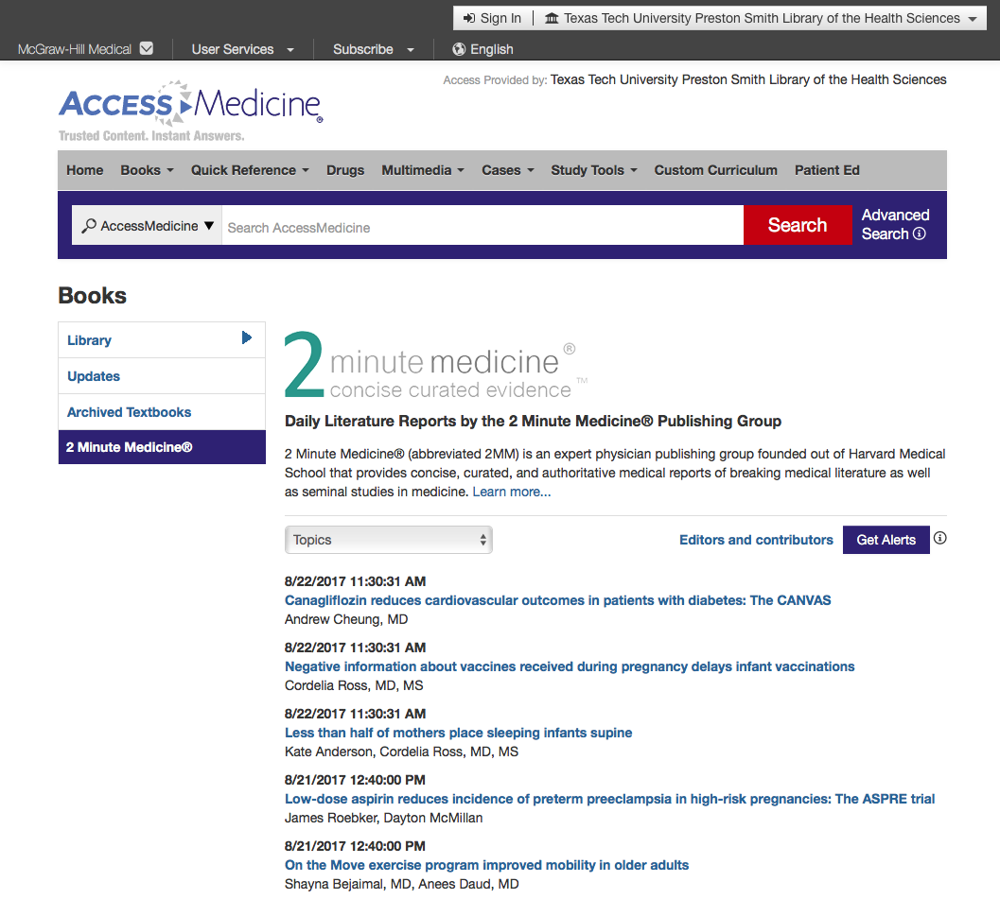 Sign In | Texas Tech University Preston Smith Library of the Health Sciences
McGraw-Hill Medical User Services Subscribe English
Access Provided by: Texas Tech University Preston Smith Library of the Health Sciences
ACCESS Medicine®
Trusted Content. Instant Answers.
Home Books Quick Reference Drugs Multimedia Cases Study Tools Custom Curriculum Patient Ed
AccessMedicine Search AccessMedicine Search Advanced
Search
Books
Library
Updates
Archived Textbooks
2 Minute Medicine®
2 minute medicine®
concise curated evidence™
Daily Literature Reports by the 2 Minute Medicine® Publishing Group
2 Minute Medicine® (abbreviated 2MM) is an expert physician publishing group founded out of Harvard Medical
School that provides concise, curated, and authoritative medical reports of breaking medical literature as well
as seminal studies in medicine. Learn more...
Topics Editors and contributors Get Alerts
8/22/2017 11:30:31 AM
Canagliflozin reduces cardiovascular outcomes in patients with diabetes: The CANVAS
Andrew Cheung, MD
8/22/2017 11:30:31 AM
Negative information about vaccines received during pregnancy delays infant vaccinations
Cordelia Ross, MD, MS
8/22/2017 11:30:31 AM
Less than half of mothers place sleeping infants supine
Kate Anderson, Cordelia Ross, MD, MS
8/21/2017 12:40:00 PM
Low-dose aspirin reduces incidence of preterm preeclampsia in high-risk pregnancies: The ASPRE trial
James Roebker, Dayton McMillan
8/21/2017 12:40:00 PM
On the Move exercise program improved mobility in older adults
Shayna Bejaimal, MD, Anees Daud, MD